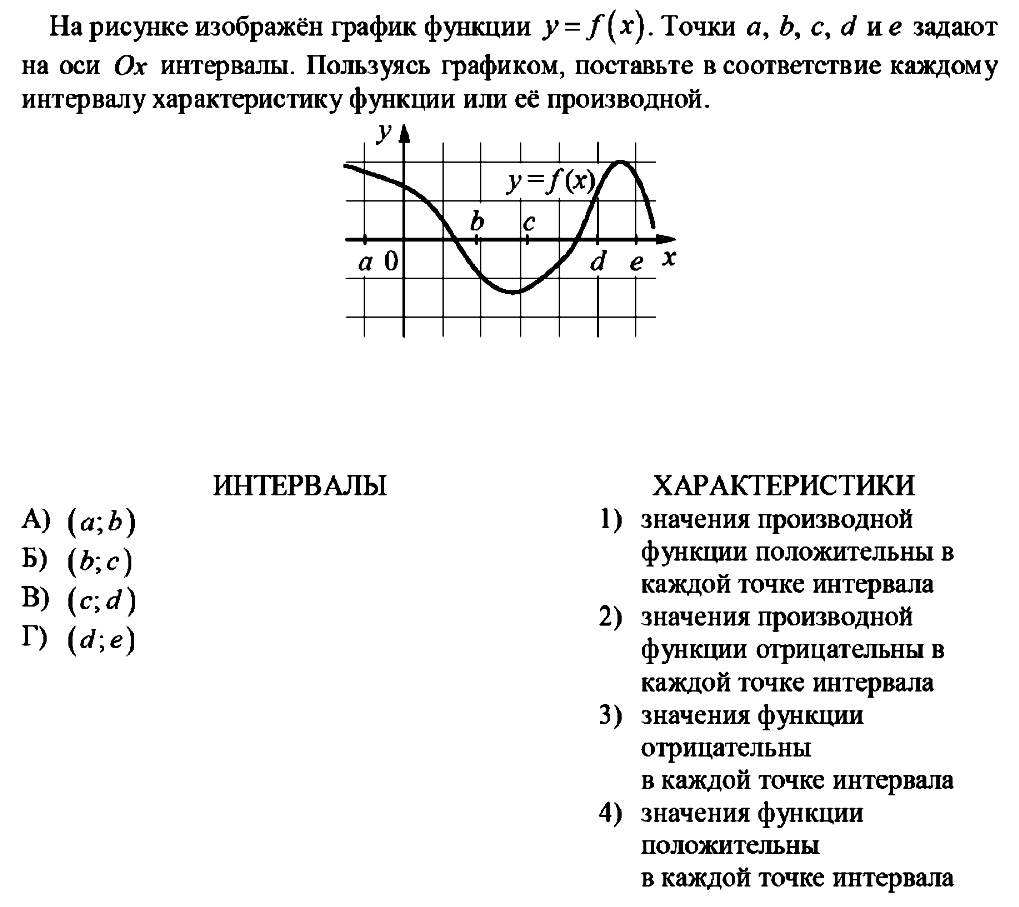 На рисунке изображён график функции y = f(x). Точки a, b, c, d и e задают
на оси Ox интервалы. Пользуясь графиком, поставьте в соответствие каждому
интервалу характеристику функции или её производной.
y
y = f(x)
b c
a 0 d e x
ИНТЕРВАЛЫ
А) (a; b)
Б) (b; c)
В) (c; d)
Г) (d; e)
ХАРАКТЕРИСТИКИ
1) значения производной
функции положительны в
каждой точке интервала
2) значения производной
функции отрицательны в
каждой точке интервала
3) значения функции
отрицательны
в каждой точке интервала
4) значения функции
положительны
в каждой точке интервала